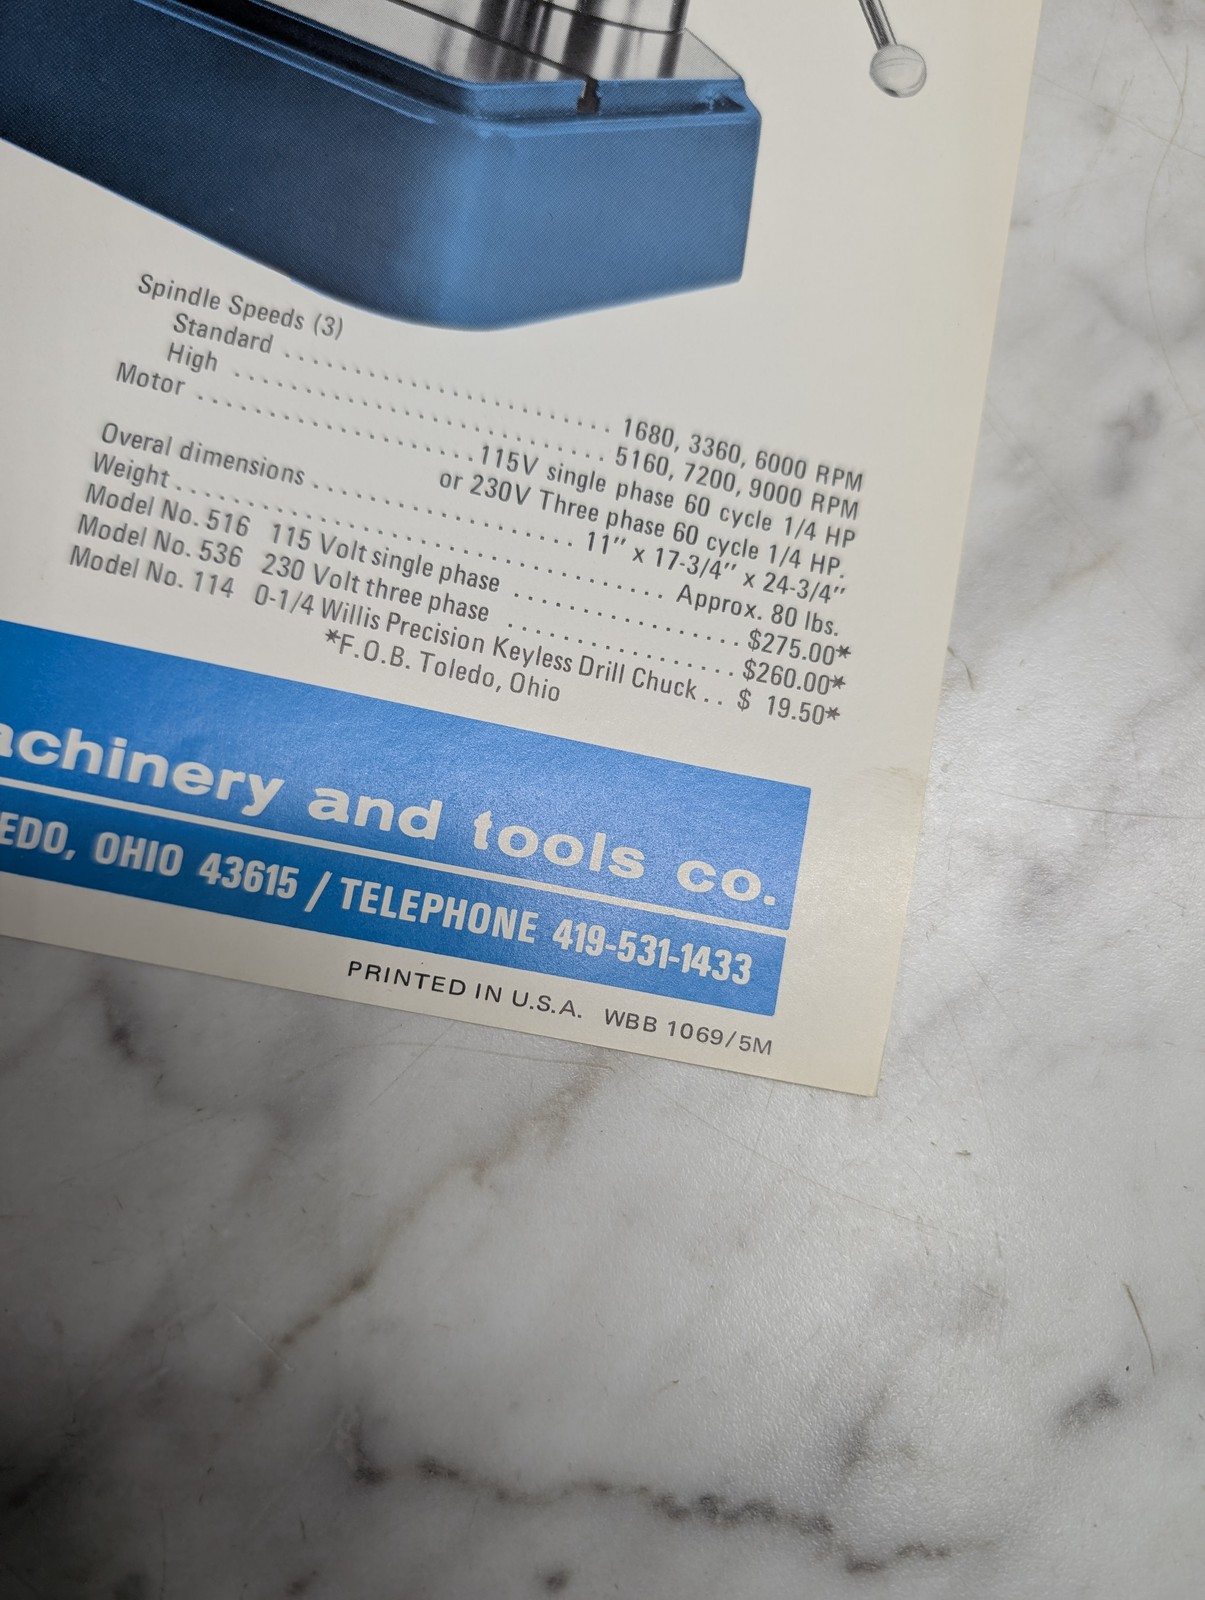 Spindle Speeds (3)
Standard . . . . . . . . . . . . . . . . . . . . . . . . . . . . . . 1680, 3360, 6000 RPM
High . . . . . . . . . . . . . . . . . . . . . . . . . . . . . . . . . . 5160, 7200, 9000 RPM
Motor . . . . . . . . . . . . . . . . . . . . . . . . 115V single phase 60 cycle 1/4 HP
or 230V Three phase 60 cycle 1/4 HP.
Overal dimensions . . . . . . . . . . . . . . . . . . . . . . . 11" x 17-3/4" x 24-3/4"
Weight . . . . . . . . . . . . . . . . . . . . . . . . . . . . . . . . . . . . . . . Approx. 80 lbs.
Model No. 516 115 Volt single phase . . . . . . . . . . . . . . . . . . . $275.00*
Model No. 536 230 Volt three phase . . . . . . . . . . . . . . . . . . . $260.00*
Model No. 114 0-1/4 Willis Precision Keyless Drill Chuck . . $ 19.50*
*F.O.B. Toledo, Ohio
achinery and tools co.
EDO, OHIO 43615 / TELEPHONE 419-531-1433
PRINTED IN U.S.A. WBB 1069/5M